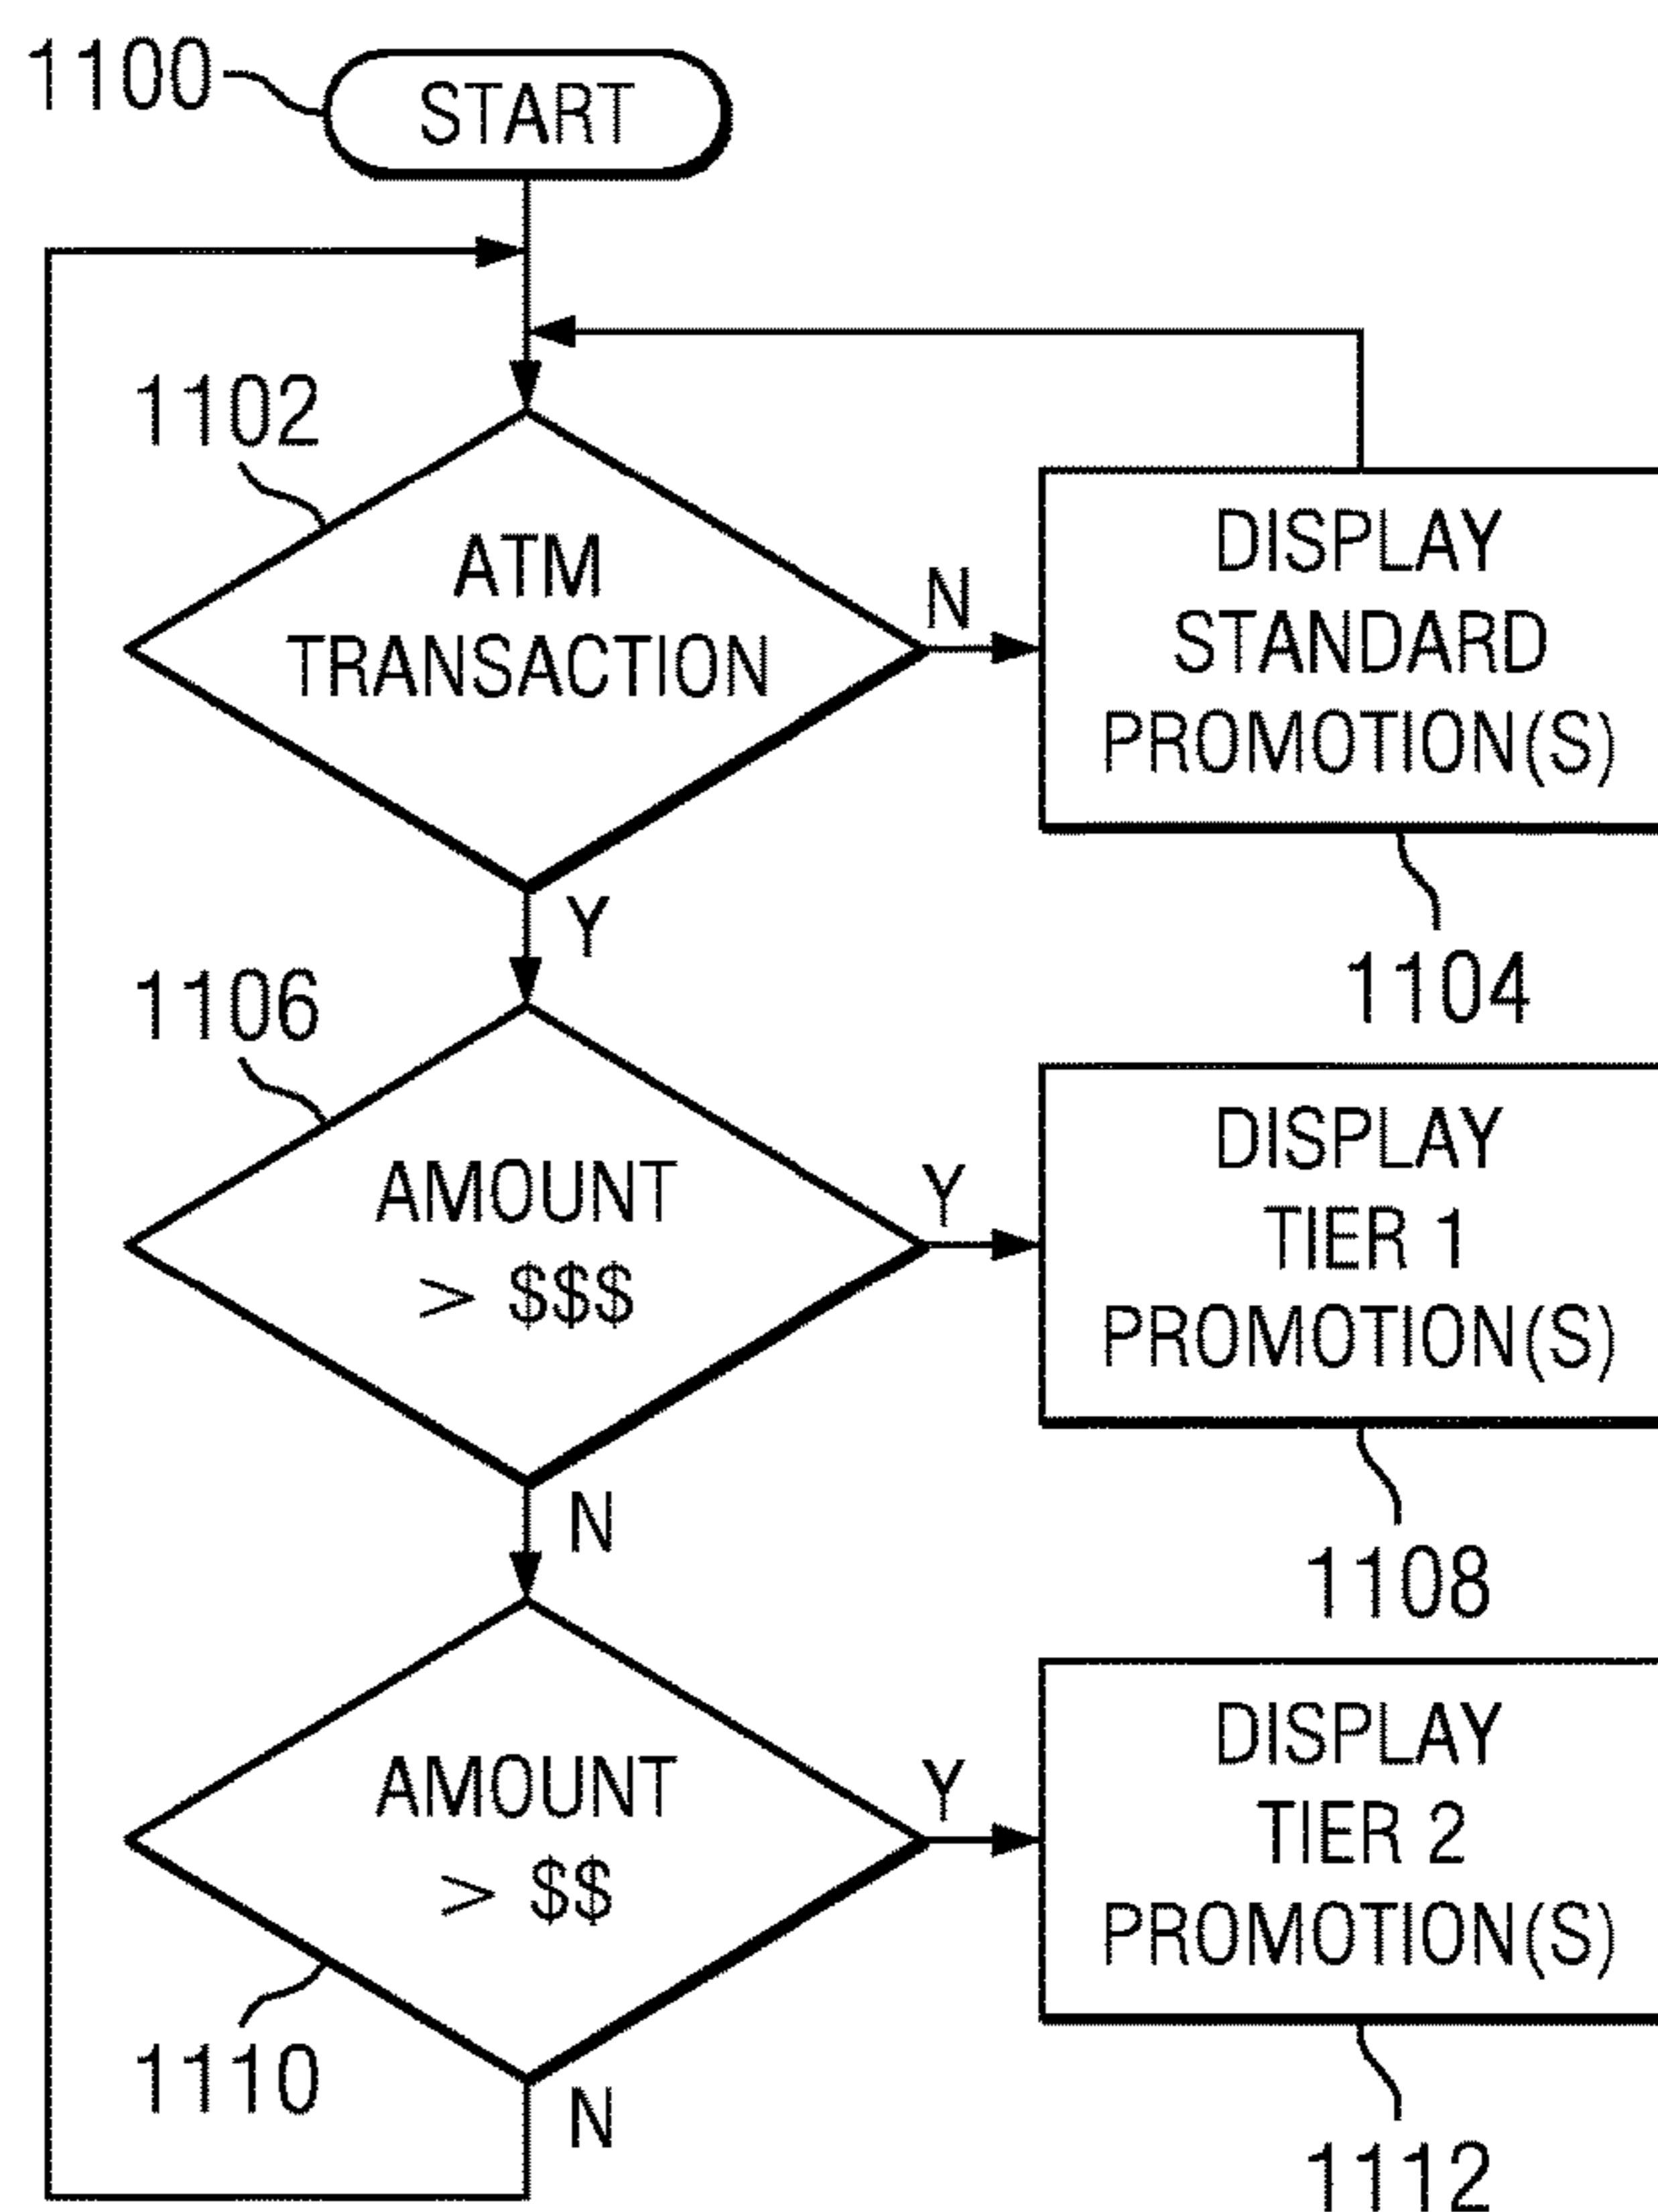 1100
START
1102
ATM
TRANSACTION
N
DISPLAY
STANDARD
PROMOTION(S)
1104
Y
1106
AMOUNT
> $$$
Y
DISPLAY
TIER 1
PROMOTION(S)
1108
N
AMOUNT
> $$
Y
DISPLAY
TIER 2
PROMOTION(S)
1110
N
1112